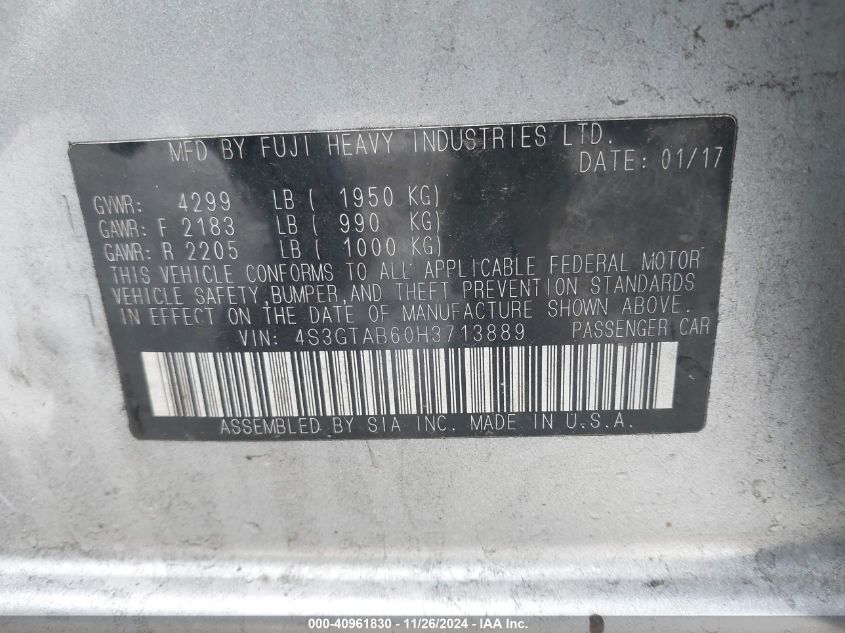 MFD BY FUJI HEAVY INDUSTRIES LTD.
DATE: 01/17
GVWR: 4299 LB ( 1950 KG)
GAWR: F 2183 LB ( 990 KG)
GAWR: R 2205 LB ( 1000 KG)
THIS VEHICLE CONFORMS TO ALL APPLICABLE FEDERAL MOTOR
VEHICLE SAFETY,BUMPER,AND THEFT PREVENTION STANDARDS
IN EFFECT ON THE DATE OF MANUFACTURE SHOWN ABOVE.
VIN: 4S3GTAB60H3713889 PASSENGER CAR
ASSEMBLED BY SIA INC. MADE IN U.S.A.
000-40961830 - 11/26/2024 - IAA Inc.